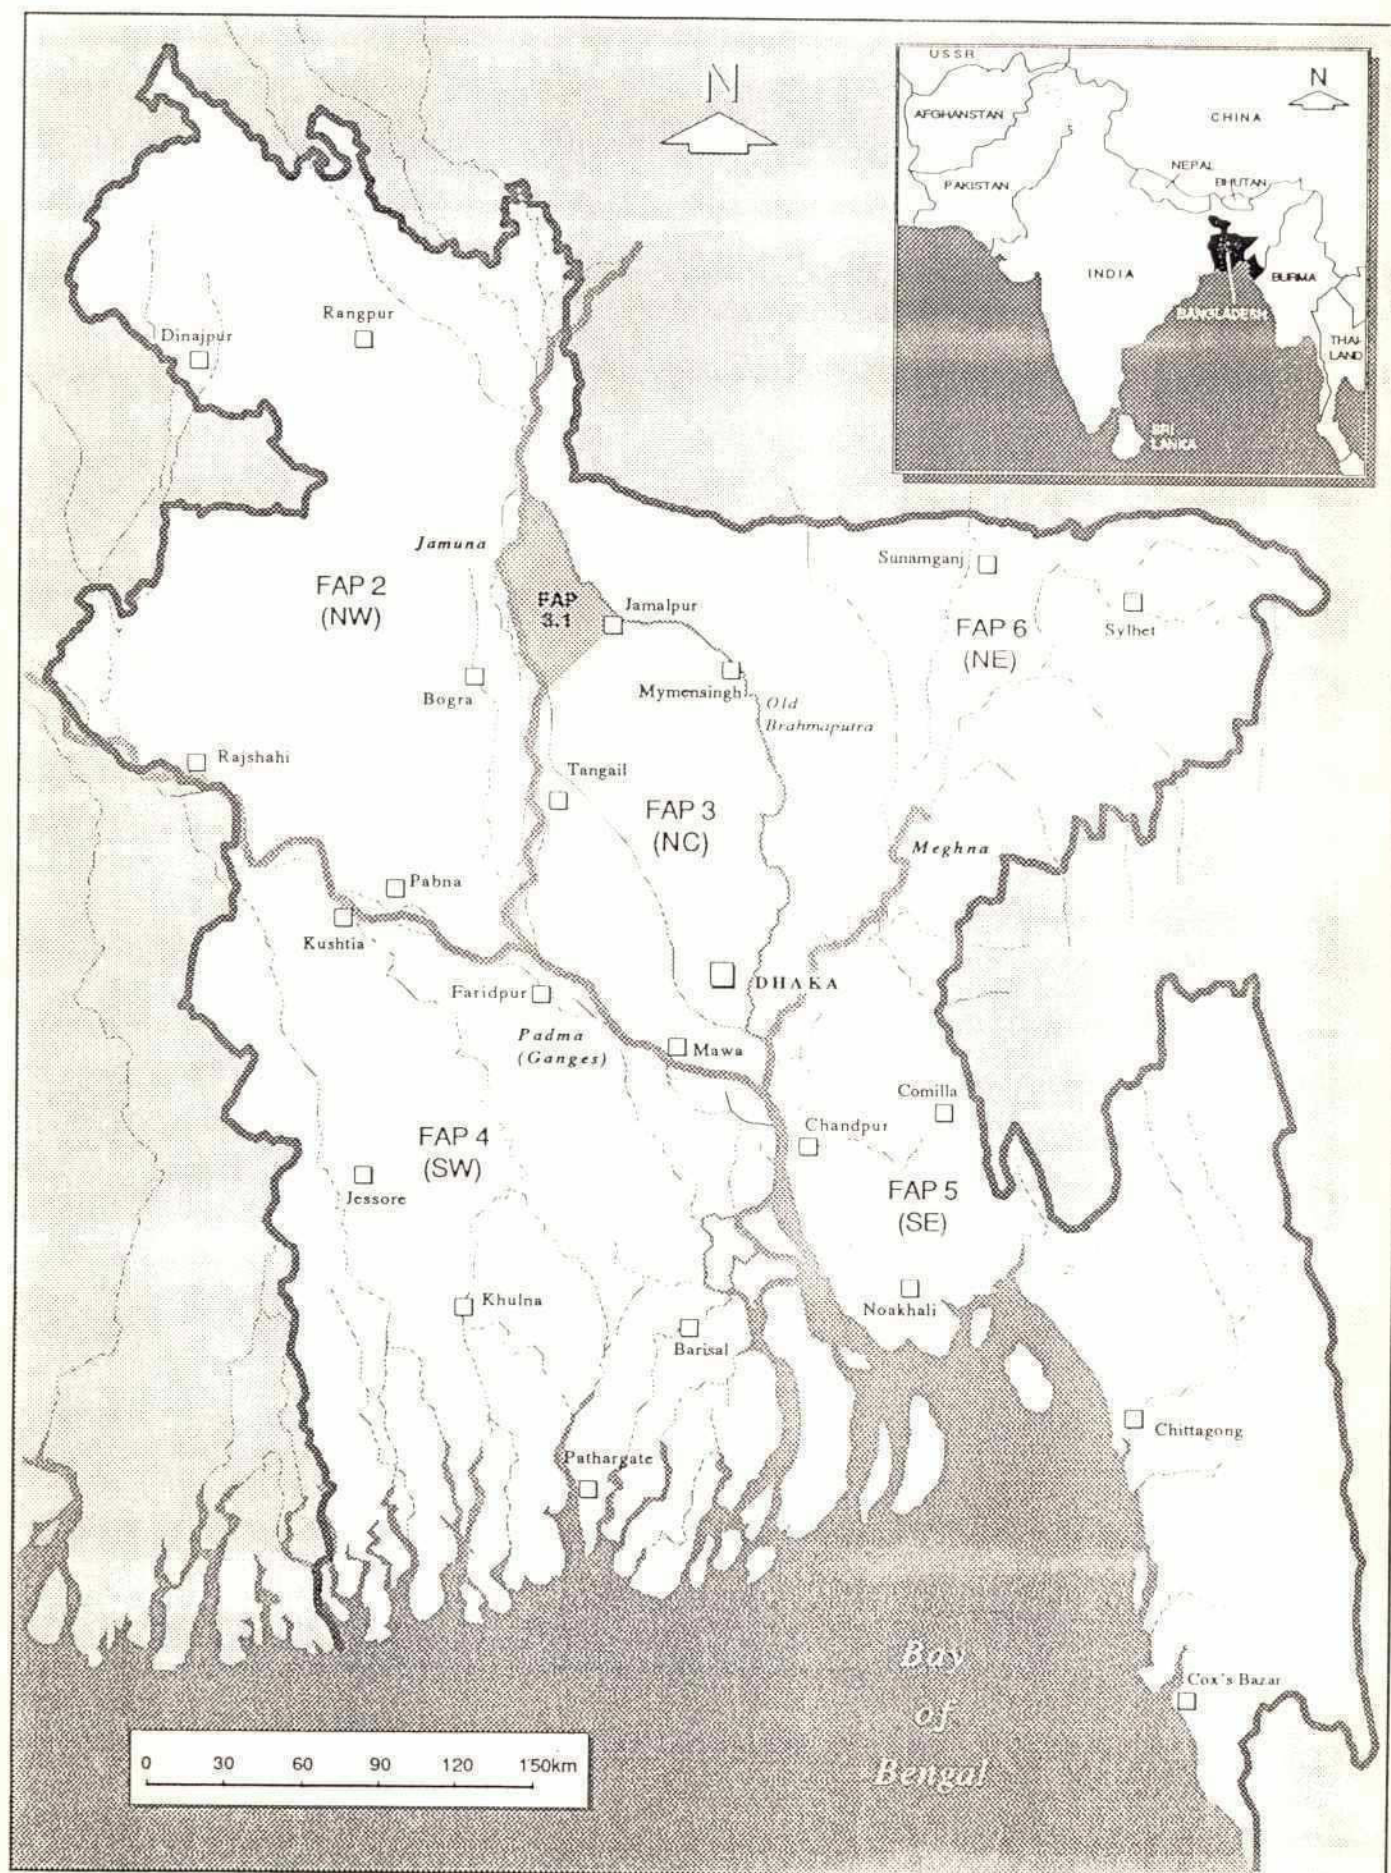 N
USSR
N
AFGHANSTAN
CHINA
NEPAL
BHUTAN
PAKISTAN
INDIA
BURMA
BANGLADESH
THAI-
LAND
SRI
LANKA
Rangpur
Dinajpur
Jamuna
Sunamganj
FAP 2
(NW)
FAP
3.1
Jamalpur
FAP 6
(NE)
Sylhet
Bogra
Mymensingh
Old
Brahmaputra
Rajshahi
Tangail
FAP 3
(NC)
Meghna
Pabna
Kushtia
Faridpur
DHAKA
Padma
(Ganges)
Mawa
Comilla
Chandpur
FAP 4
(SW)
Jessore
FAP 5
(SE)
Khulna
Noakhali
Barisal
Chittagong
Pathargate
Bay
of
Bengal
Cox's Bazar
0 30 60 90 120 150km